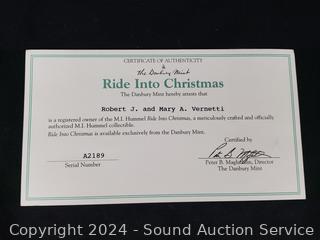 CERTIFICATE OF AUTHENTICITY
The Danbury Mint
Ride Into Christmas
The Danbury Mint hereby attests that
Robert J. and Mary A. Vernetti
is a registered owner of the M.I. Hummel Ride Into Christmas, a meticulously crafted and officially
authorized M.I. Hummel collectible.
Ride Into Christmas is available exclusively from the Danbury Mint.
Certified by
A2189
Serial Number
Peter B. Maglathlin, Director
The Danbury Mint
Copyright 2024 - Sound Auction Service